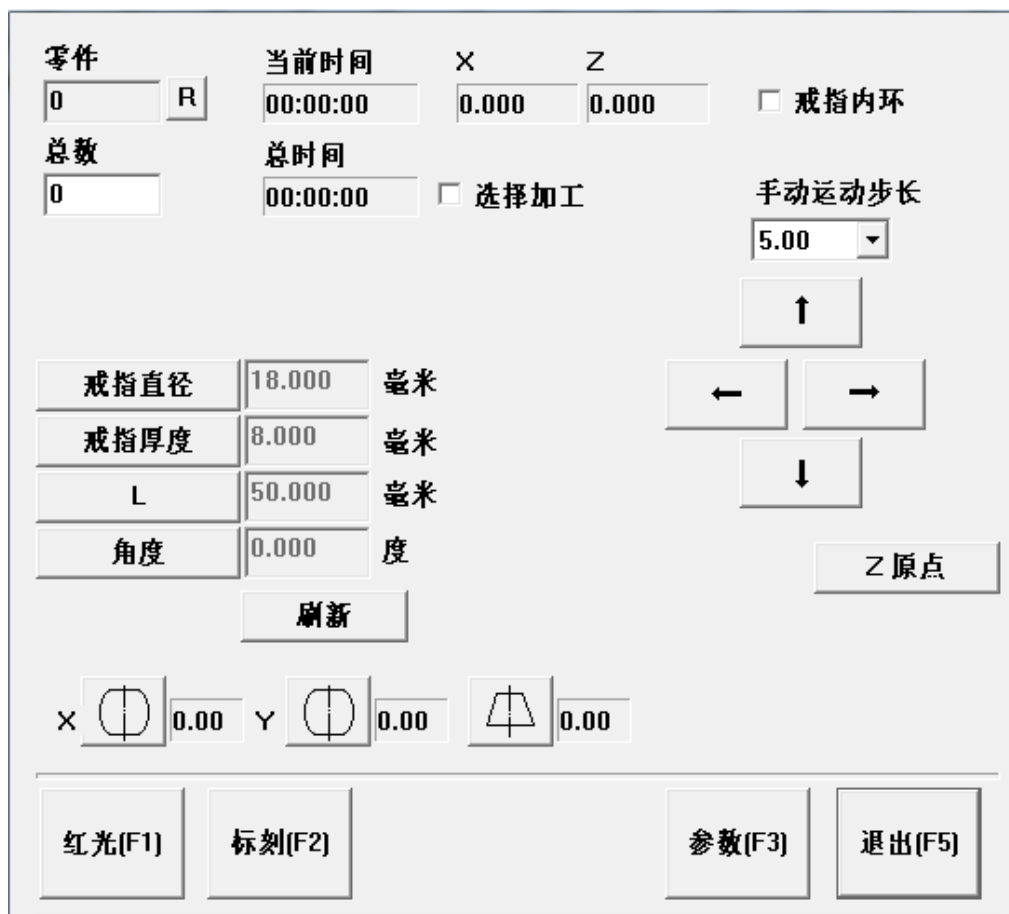 零件 当前时间 X Z
0 R 00:00:00 0.000 0.000 戒指内环
总数 总时间
0 00:00:00 选择加工 手动运动步长
5.00
↑
戒指直径 18.000 毫米 ← →
戒指厚度 8.000 毫米
↓
L 50.000 毫米
角度 0.000 度 Z 原点
刷新
X 0.00 Y 0.00 0.00
红光(F1) 标刻(F2) 参数(F3) 退出(F5)